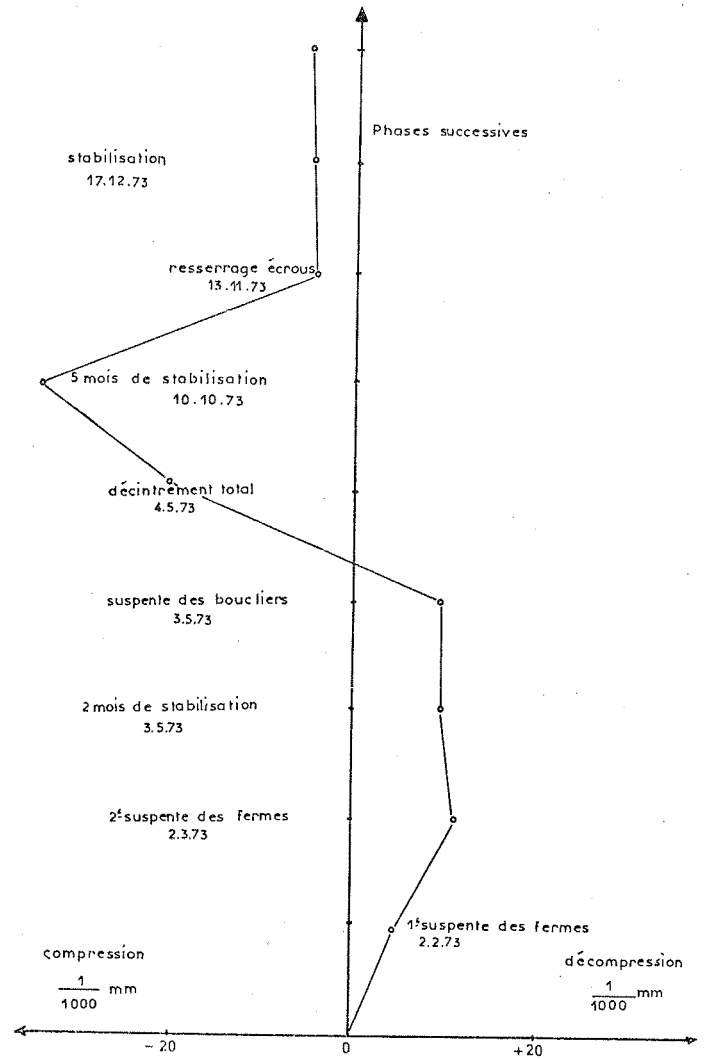 Phases successives
stabilisation
17.12.73
resserrage écrous
13.11.73
5 mois de stabilisation
10.10.73
décintrement total
4.5.73
suspente des boucliers
3.5.73
2 mois de stabilisation
3.5.73
2è suspente des fermes
2.3.73
1è suspente des fermes
2.2.73
compression
1
1000 mm
décompression
1
1000 mm
-20
0
+20